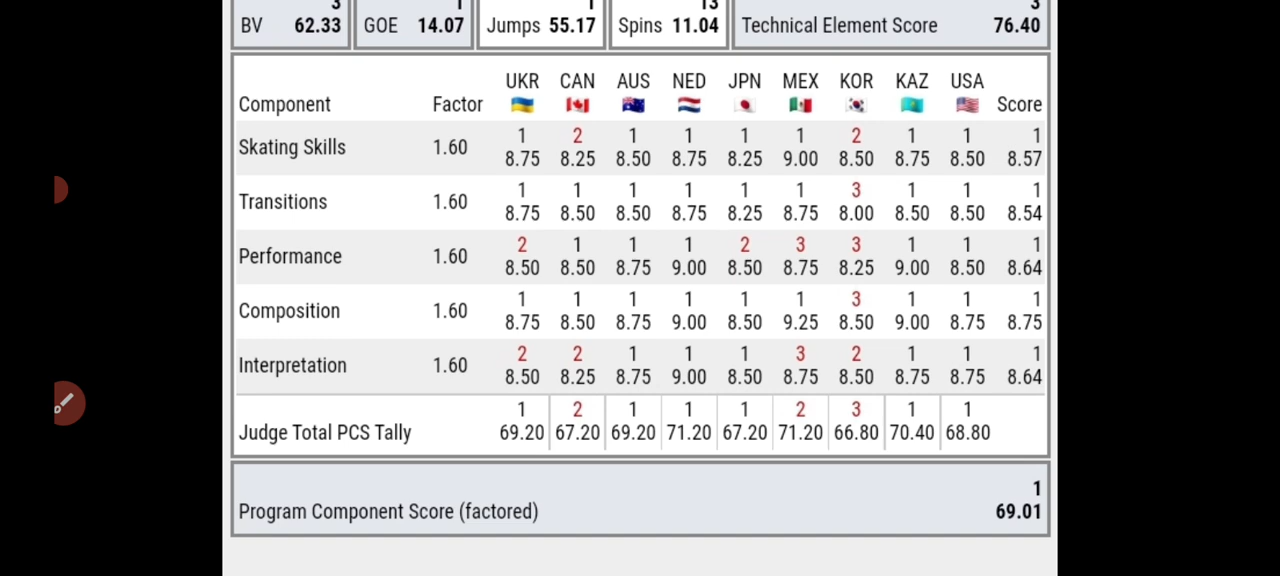 3 1 1 13 3
BV 62.33 GOE 14.07 Jumps 55.17 Spins 11.04 Technical Element Score 76.40
UKR CAN AUS NED JPN MEX KOR KAZ USA
Component Factor Score
1 2 1 1 1 1 2 1 1 1
Skating Skills 1.60 8.75 8.25 8.50 8.75 8.25 9.00 8.50 8.75 8.50 8.57
1 1 1 1 1 1 3 1 1 1
Transitions 1.60 8.75 8.50 8.50 8.75 8.25 8.75 8.00 8.50 8.50 8.54
2 1 1 1 2 3 3 1 1 1
Performance 1.60 8.50 8.50 8.75 9.00 8.50 8.75 8.25 9.00 8.50 8.64
1 1 1 1 1 1 3 1 1 1
Composition 1.60 8.75 8.50 8.75 9.00 8.50 9.25 8.50 9.00 8.75 8.75
2 2 1 1 1 3 2 1 1 1
Interpretation 1.60 8.50 8.25 8.75 9.00 8.50 8.75 8.50 8.75 8.75 8.64
1 2 1 1 1 2 3 1 1
Judge Total PCS Tally 69.20 67.20 69.20 71.20 67.20 71.20 66.80 70.40 68.80
1
Program Component Score (factored) 69.01